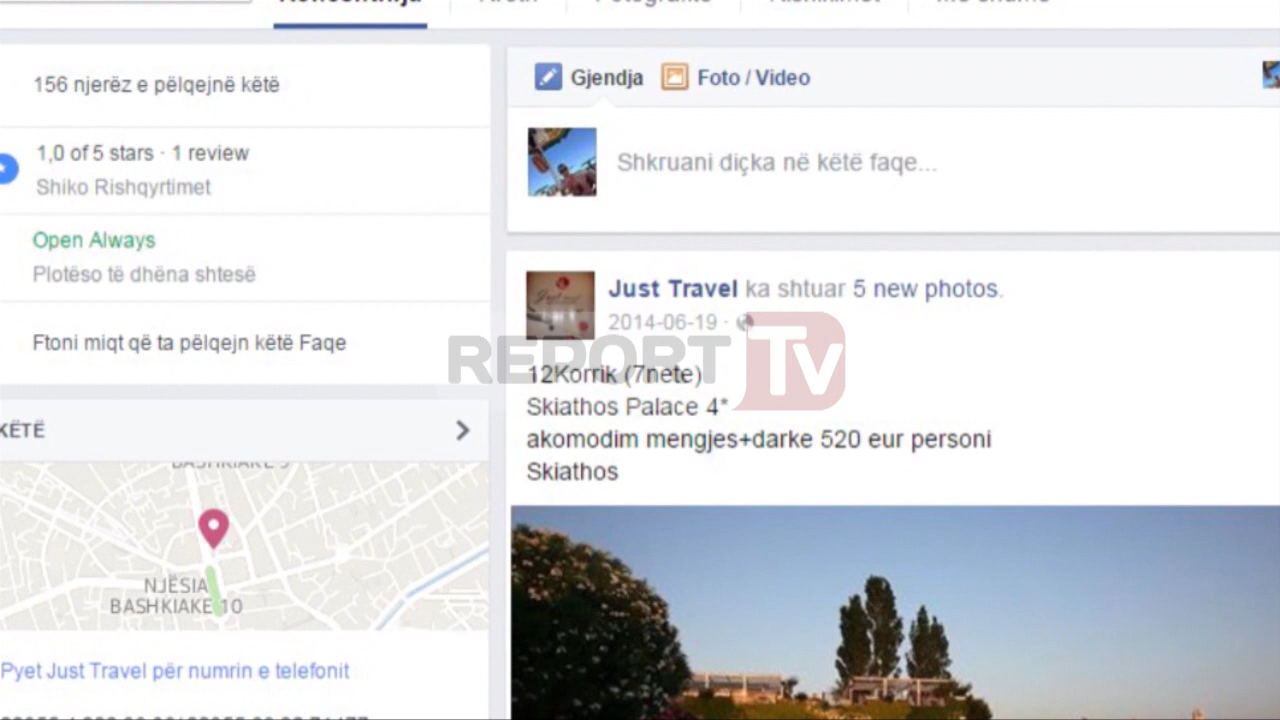 156 njerëz e pëlqejnë këtë
1,0 of 5 stars · 1 review
Shiko Rishqyrtimet
Open Always
Plotëso të dhëna shtesë
Ftoni miqt që ta pëlqejn këtë Faqe
KËTË
NJËSIA
BASHKIAKE 10
Pyet Just Travel për numrin e telefonit
Gjendja Foto / Video
Shkruani diçka në këtë faqe...
Just Travel ka shtuar 5 new photos.
2014-06-19 ·
REPORT Tv
12Korrik (7nete)
Skiathos Palace 4*
akomodim mengjes+darke 520 eur personi
Skiathos